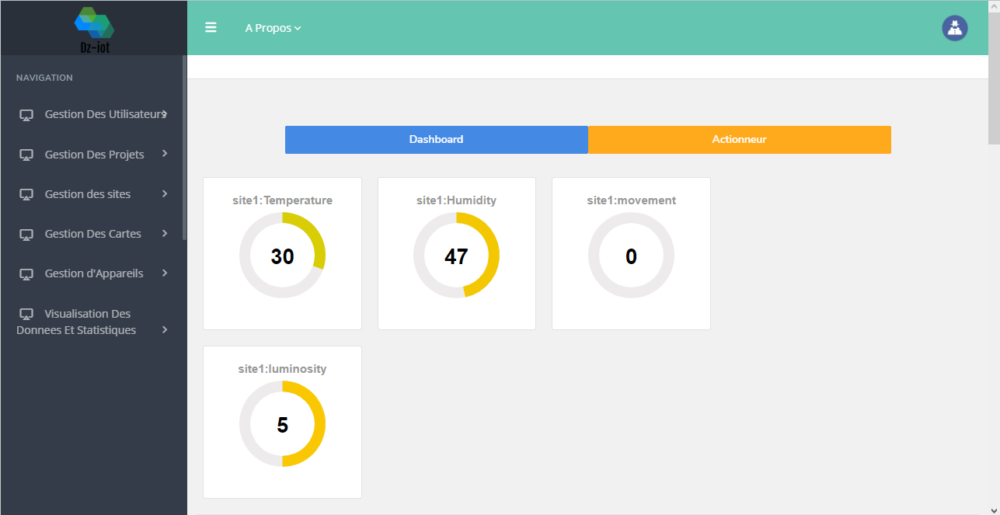 Dz-iot
A Propos
NAVIGATION
Gestion Des Utilisateurs
Gestion Des Projets
Gestion des sites
Gestion Des Cartes
Gestion d'Appareils
Visualisation Des
Donnees Et Statistiques
Dashboard
Actionneur
site1:Temperature
30
site1:Humidity
47
site1:movement
0
site1:luminosity
5